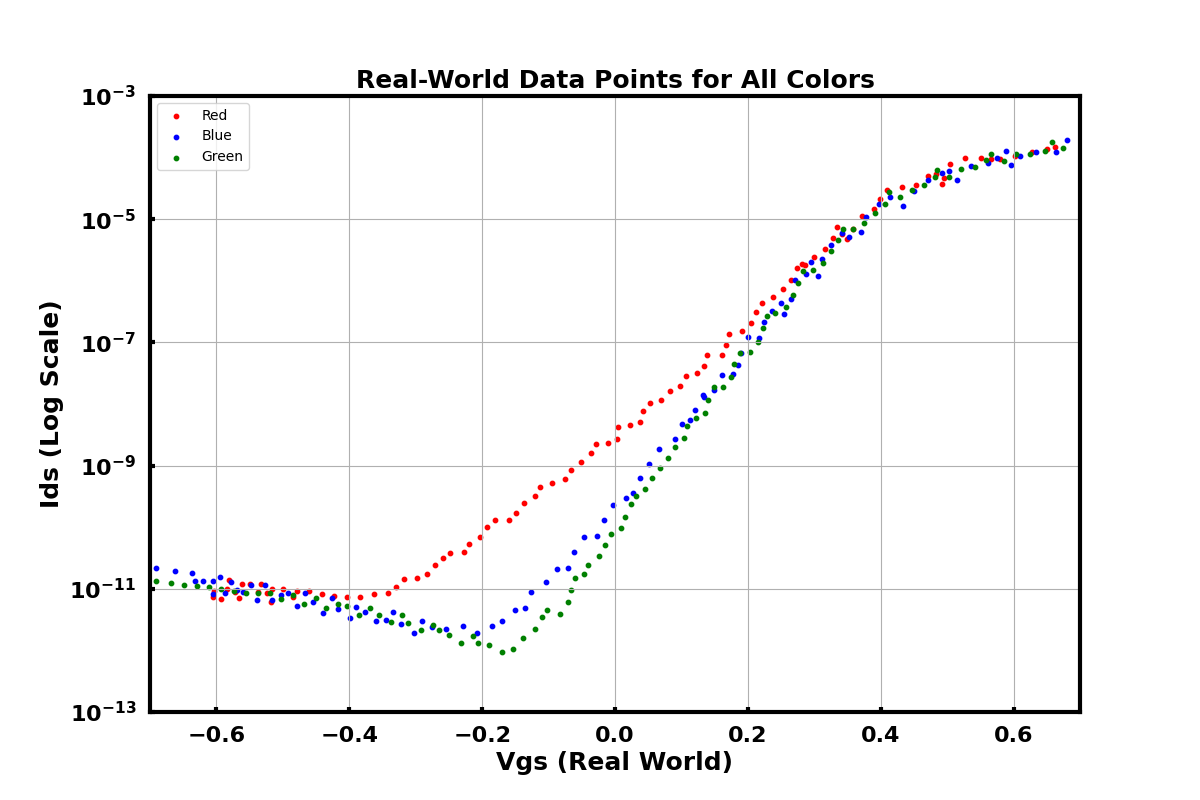 Real-World Data Points for All Colors
10⁻³
Red
Blue
Green
10⁻⁵
10⁻⁷
10⁻⁹
10⁻¹¹
10⁻¹³
Ids (Log Scale)
−0.6 −0.4 −0.2 0.0 0.2 0.4 0.6
Vgs (Real World)